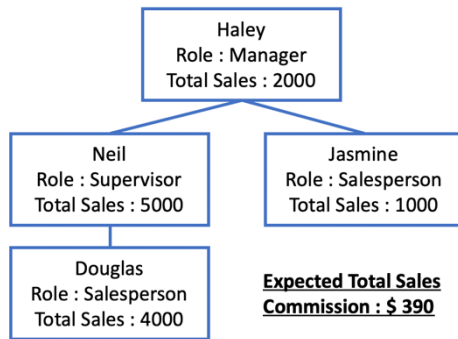 Haley
Role : Manager
Total Sales : 2000
Neil
Role : Supervisor
Total Sales : 5000
Jasmine
Role : Salesperson
Total Sales : 1000
Douglas
Role : Salesperson
Total Sales : 4000
Expected Total Sales
Commission : $ 390